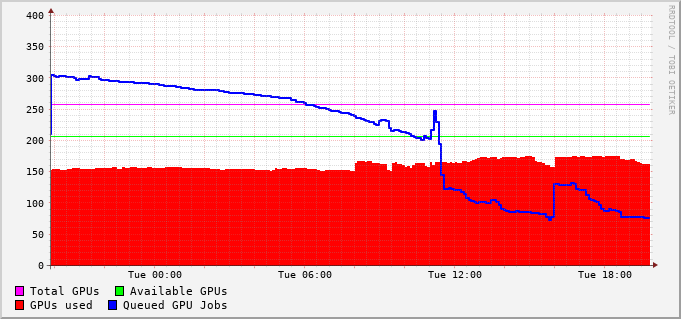 400
350
300
250
200
150
100
50
0
Tue 00:00 Tue 06:00 Tue 12:00 Tue 18:00
Total GPUs Available GPUs
GPUs used Queued GPU Jobs
RRDTOOL / TOBI OETIKER